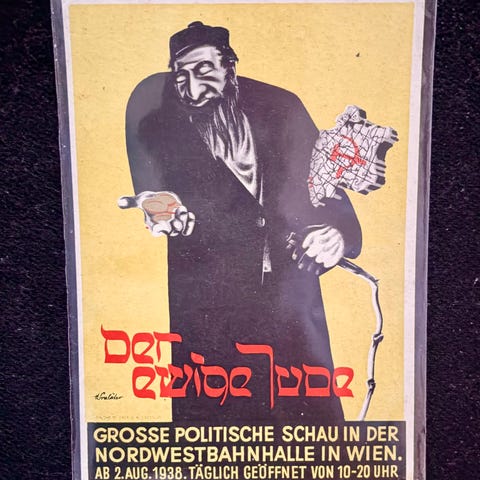 Der
ewige Jude
GROSSE POLITISCHE SCHAU IN DER
NORDWESTBAHNHALLE IN WIEN.
AB 2.AUG.1938. TÄGLICH GEÖFFNET VON 10-20 UHR